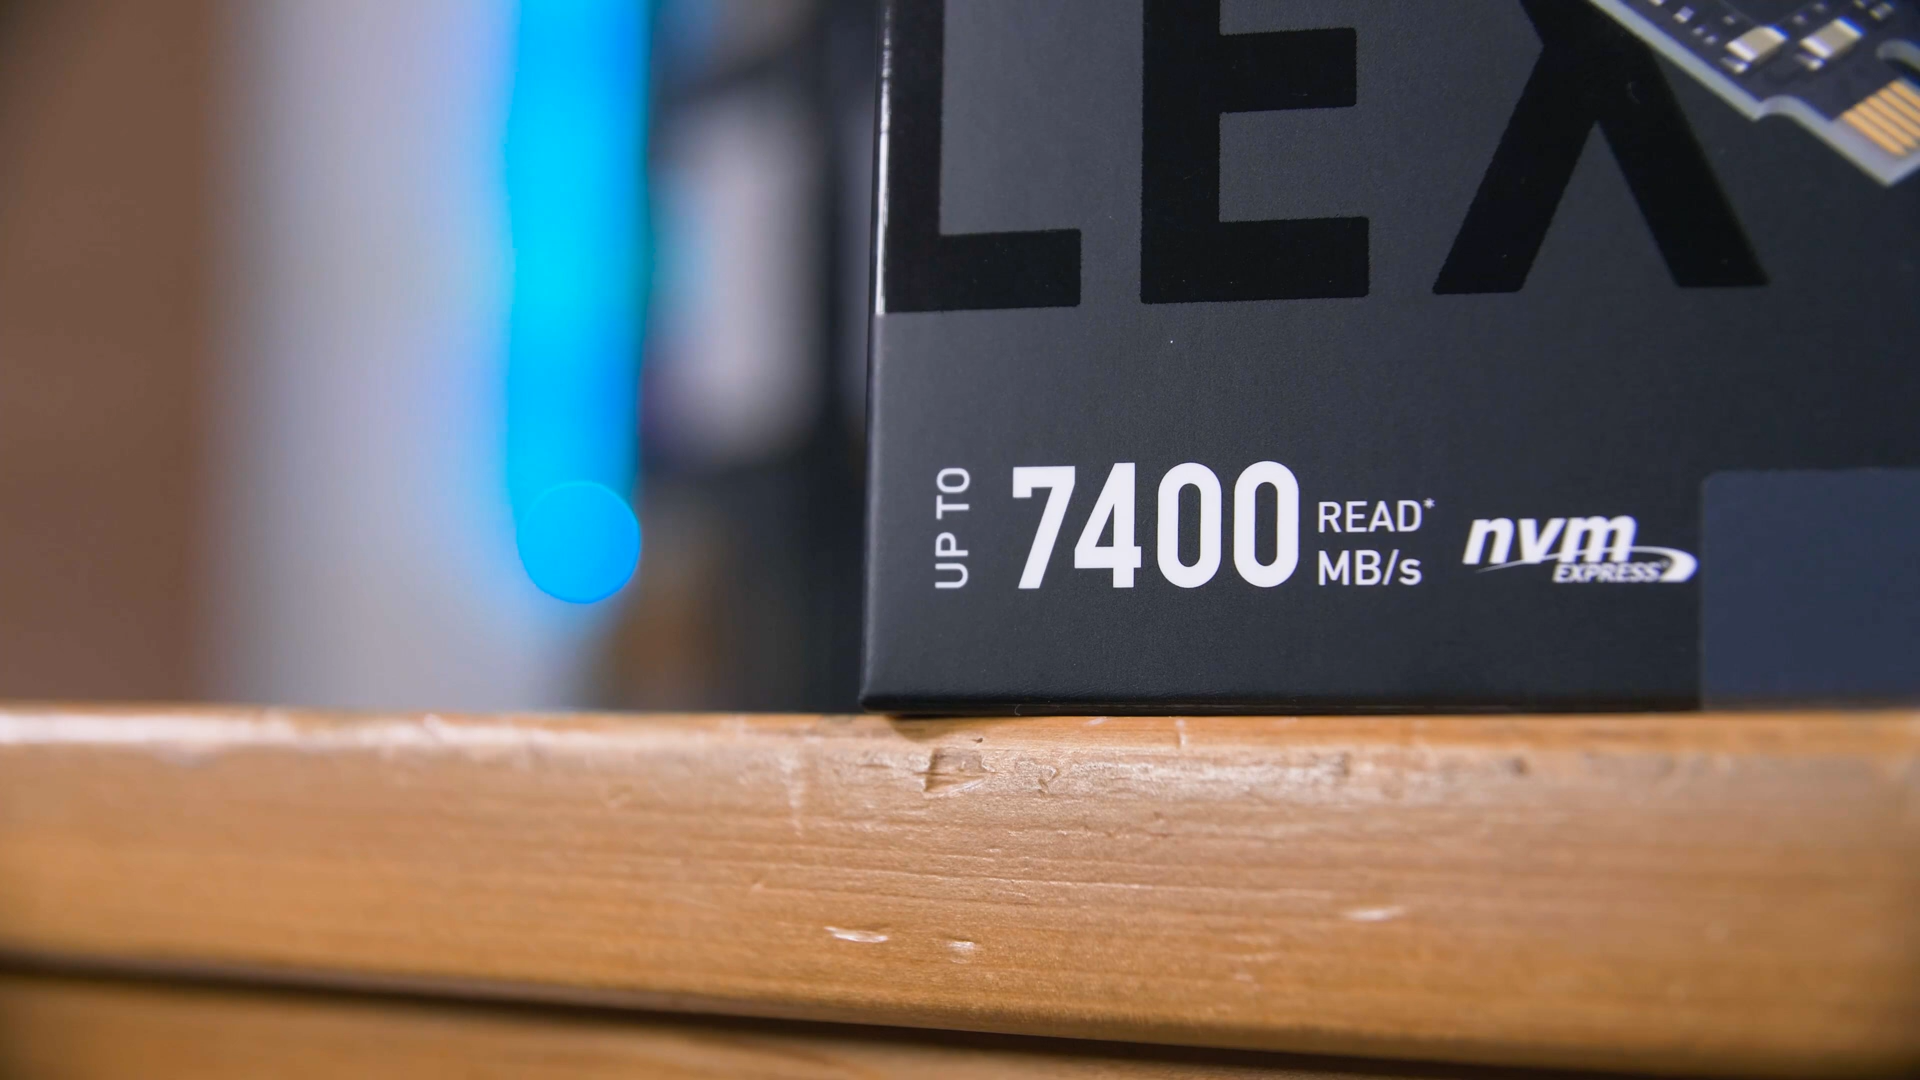 LEX
UP TO
7400
READ*
MB/s
nvm
EXPRESS®